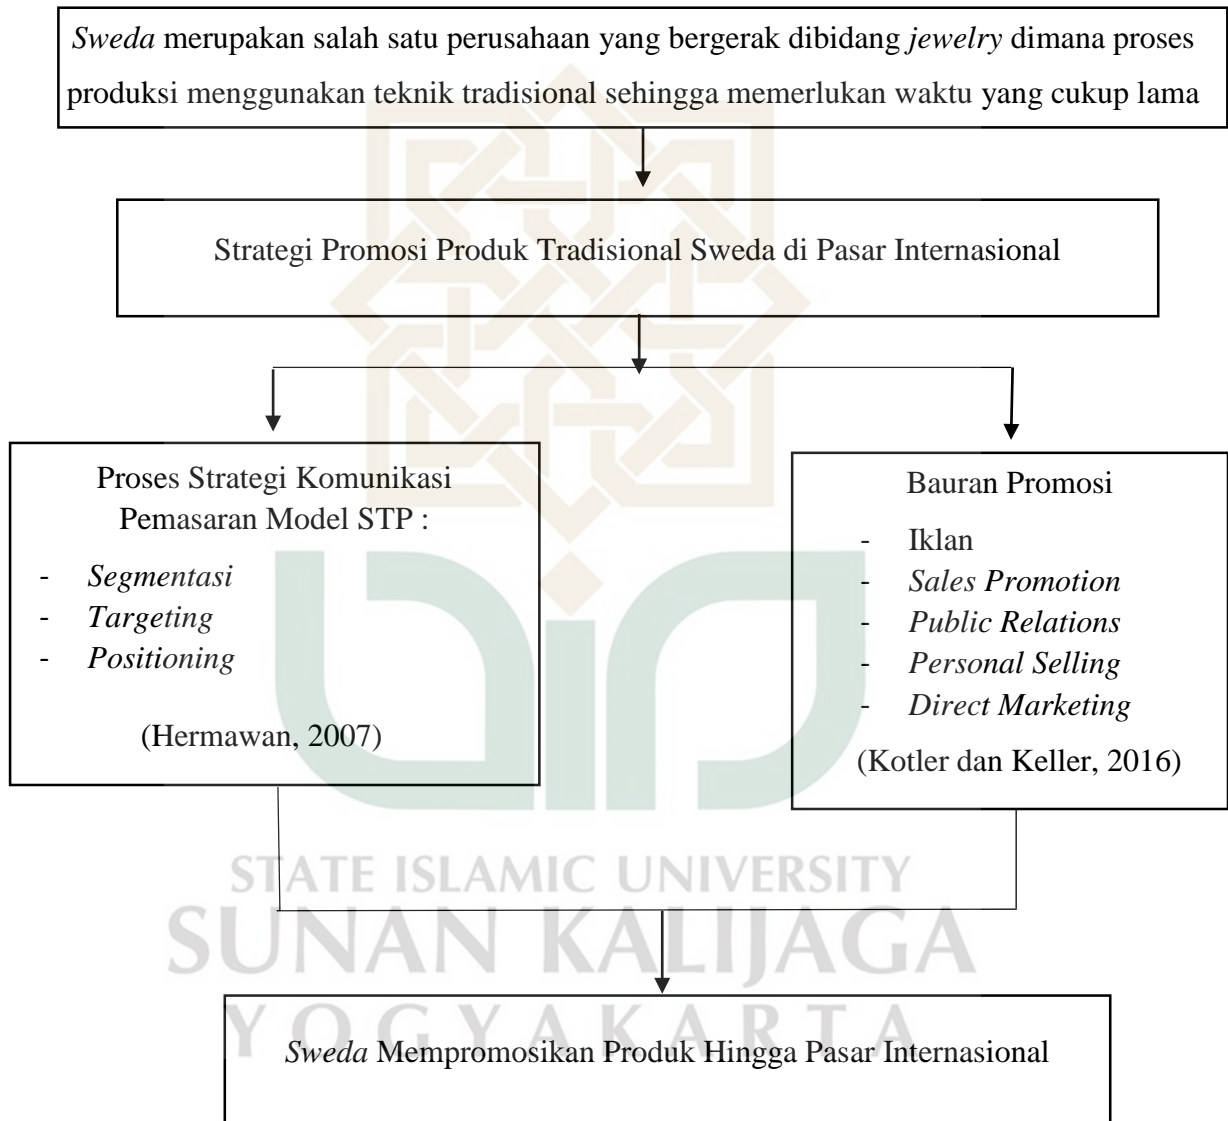 Sweda merupakan salah satu perusahaan yang bergerak dibidang jewelry dimana proses
produksi menggunakan teknik tradisional sehingga memerlukan waktu yang cukup lama
Strategi Promosi Produk Tradisional Sweda di Pasar Internasional
Proses Strategi Komunikasi
Pemasaran Model STP :
- Segmentasi
- Targeting
- Positioning
(Hermawan, 2007)
Bauran Promosi
- Iklan
- Sales Promotion
- Public Relations
- Personal Selling
- Direct Marketing
(Kotler dan Keller, 2016)
STATE ISLAMIC UNIVERSITY
SUNAN KALIJAGA
YOGYAKARTA
Sweda Mempromosikan Produk Hingga Pasar Internasional